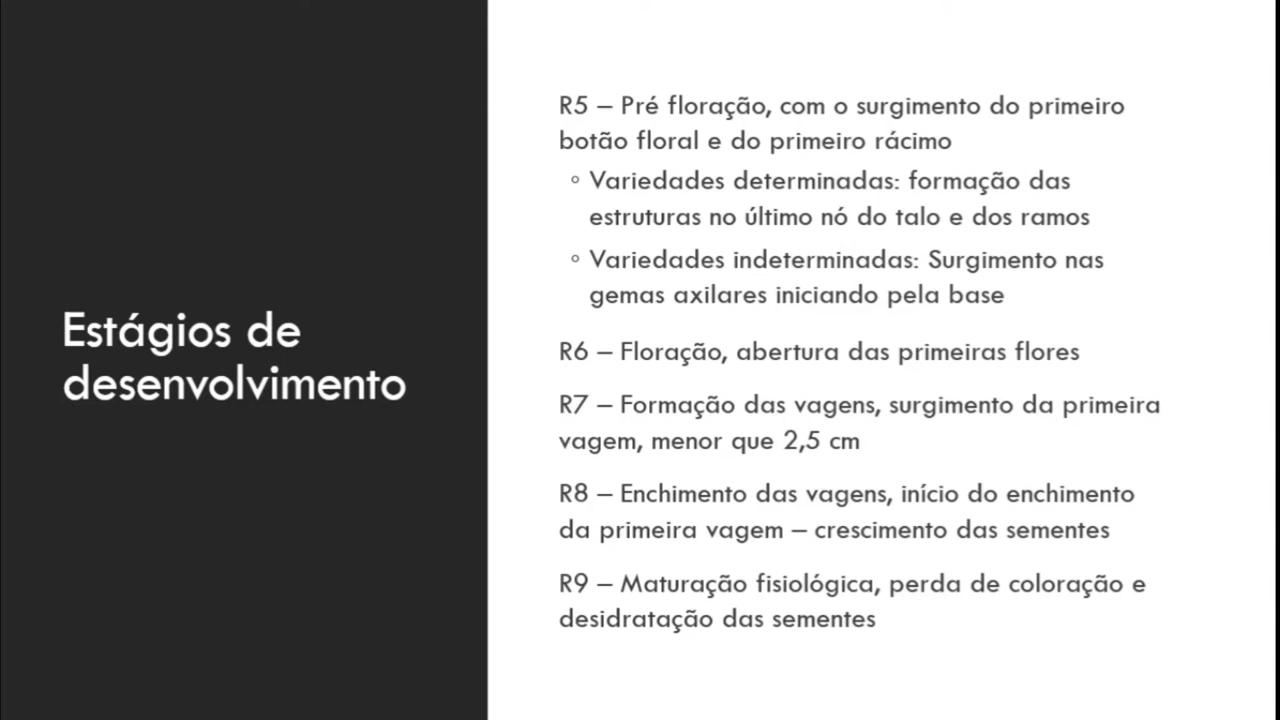 Estágios de
desenvolvimento
R5 – Pré floração, com o surgimento do primeiro
botão floral e do primeiro rácimo
◦ Variedades determinadas: formação das
estruturas no último nó do talo e dos ramos
◦ Variedades indeterminadas: Surgimento nas
gemas axilares iniciando pela base
R6 – Floração, abertura das primeiras flores
R7 – Formação das vagens, surgimento da primeira
vagem, menor que 2,5 cm
R8 – Enchimento das vagens, início do enchimento
da primeira vagem – crescimento das sementes
R9 – Maturação fisiológica, perda de coloração e
desidratação das sementes